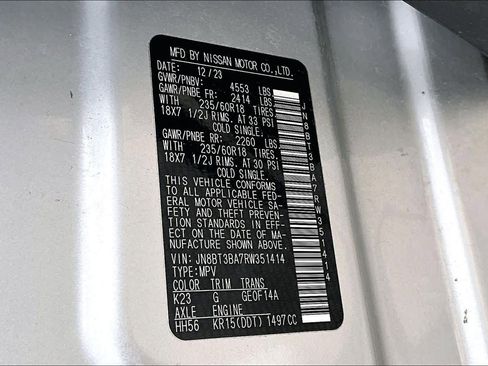 MFD BY NISSAN MOTOR CO.,LTD.
DATE: 12/23
GVWR/PNBV: 4553 LBS
GAWR/PNBE FR: 2414 LBS
WITH 235/60R18 TIRES.
18X7 1/2J RIMS. AT 33 PSI
COLD SINGLE.
GAWR/PNBE RR: 2260 LBS
WITH 235/60R18 TIRES.
18X7 1/2J RIMS. AT 30 PSI
COLD SINGLE.
THIS VEHICLE CONFORMS
TO ALL APPLICABLE FED-
ERAL MOTOR VEHICLE SA-
FETY AND THEFT PREVEN-
TION STANDARDS IN EFF-
ECT ON THE DATE OF MA-
NUFACTURE SHOWN ABOVE.
VIN: JN8BT3BA7RW351414
TYPE:MPV
COLOR TRIM TRANS
K23 G GE0F14A
AXLE ENGINE
HH56 KR15(DDT) 1497CC
JN8BT3BA7RW351414